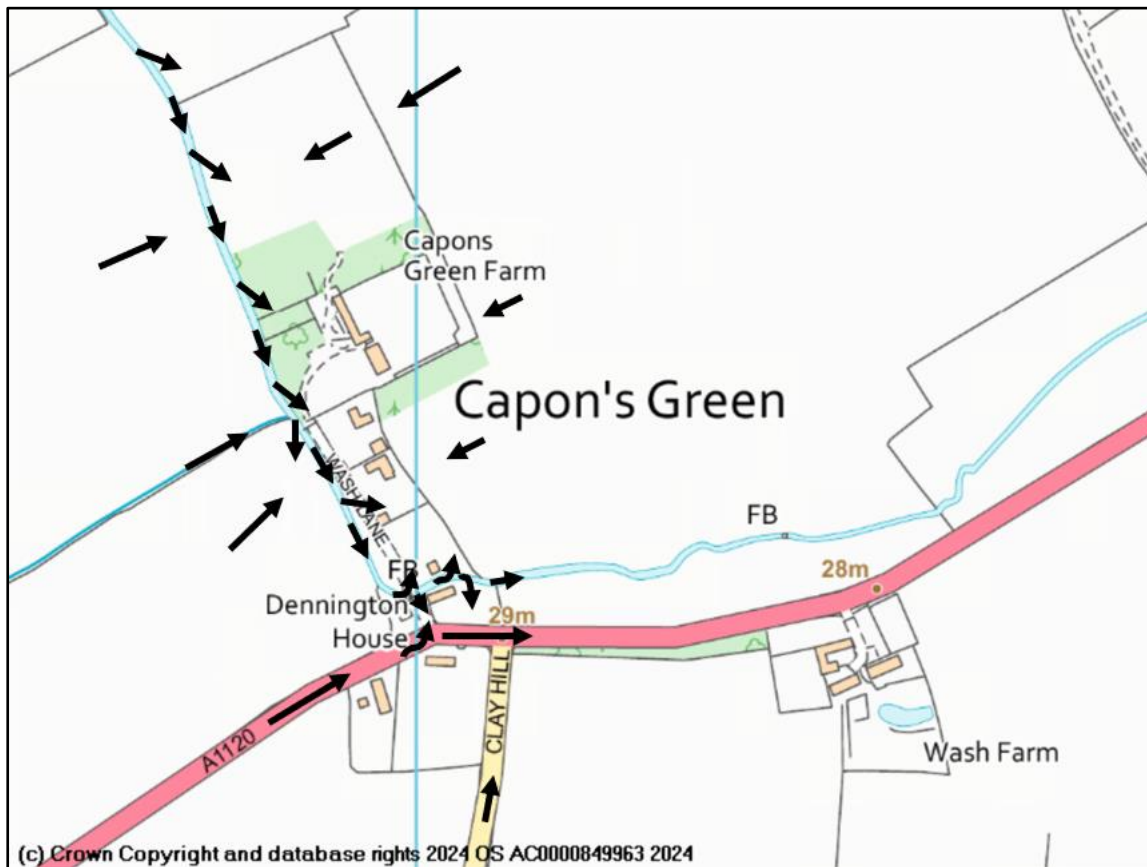 Capons
Green Farm
Capon's Green
WASH LANE
FB
FB
28m
Dennington
House
29m
A1120
CLAY HILL
Wash Farm
(c) Crown Copyright and database rights 2024 OS AC0000849963 2024